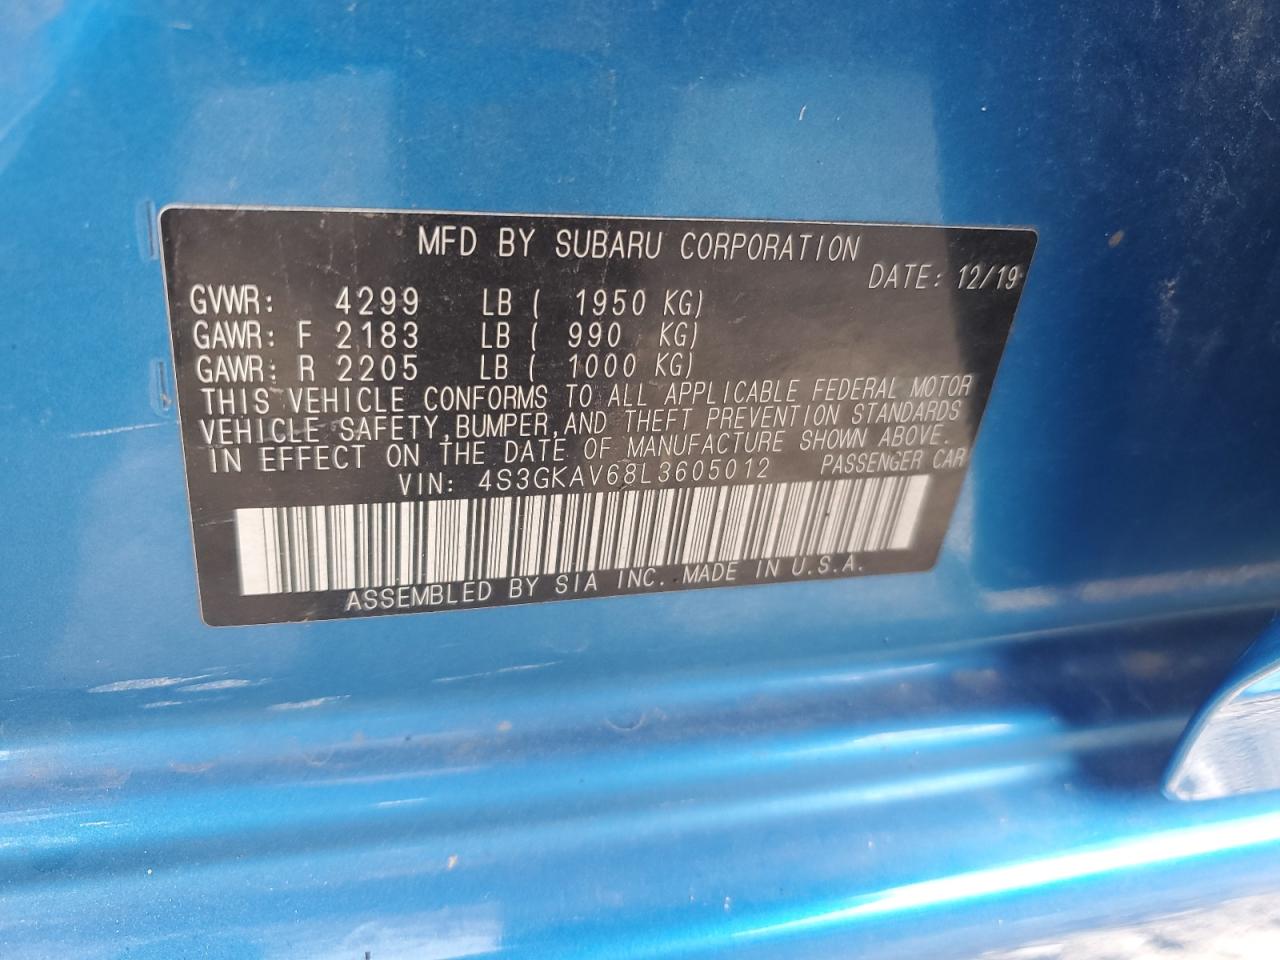 MFD BY SUBARU CORPORATION
DATE: 12/19
GVWR: 4299 LB ( 1950 KG)
GAWR: F 2183 LB ( 990 KG)
GAWR: R 2205 LB ( 1000 KG)
THIS VEHICLE CONFORMS TO ALL APPLICABLE FEDERAL MOTOR
VEHICLE SAFETY, BUMPER, AND THEFT PREVENTION STANDARDS
IN EFFECT ON THE DATE OF MANUFACTURE SHOWN ABOVE.
VIN: 4S3GKAV68L3605012 PASSENGER CAR
ASSEMBLED BY SIA INC. MADE IN U.S.A.